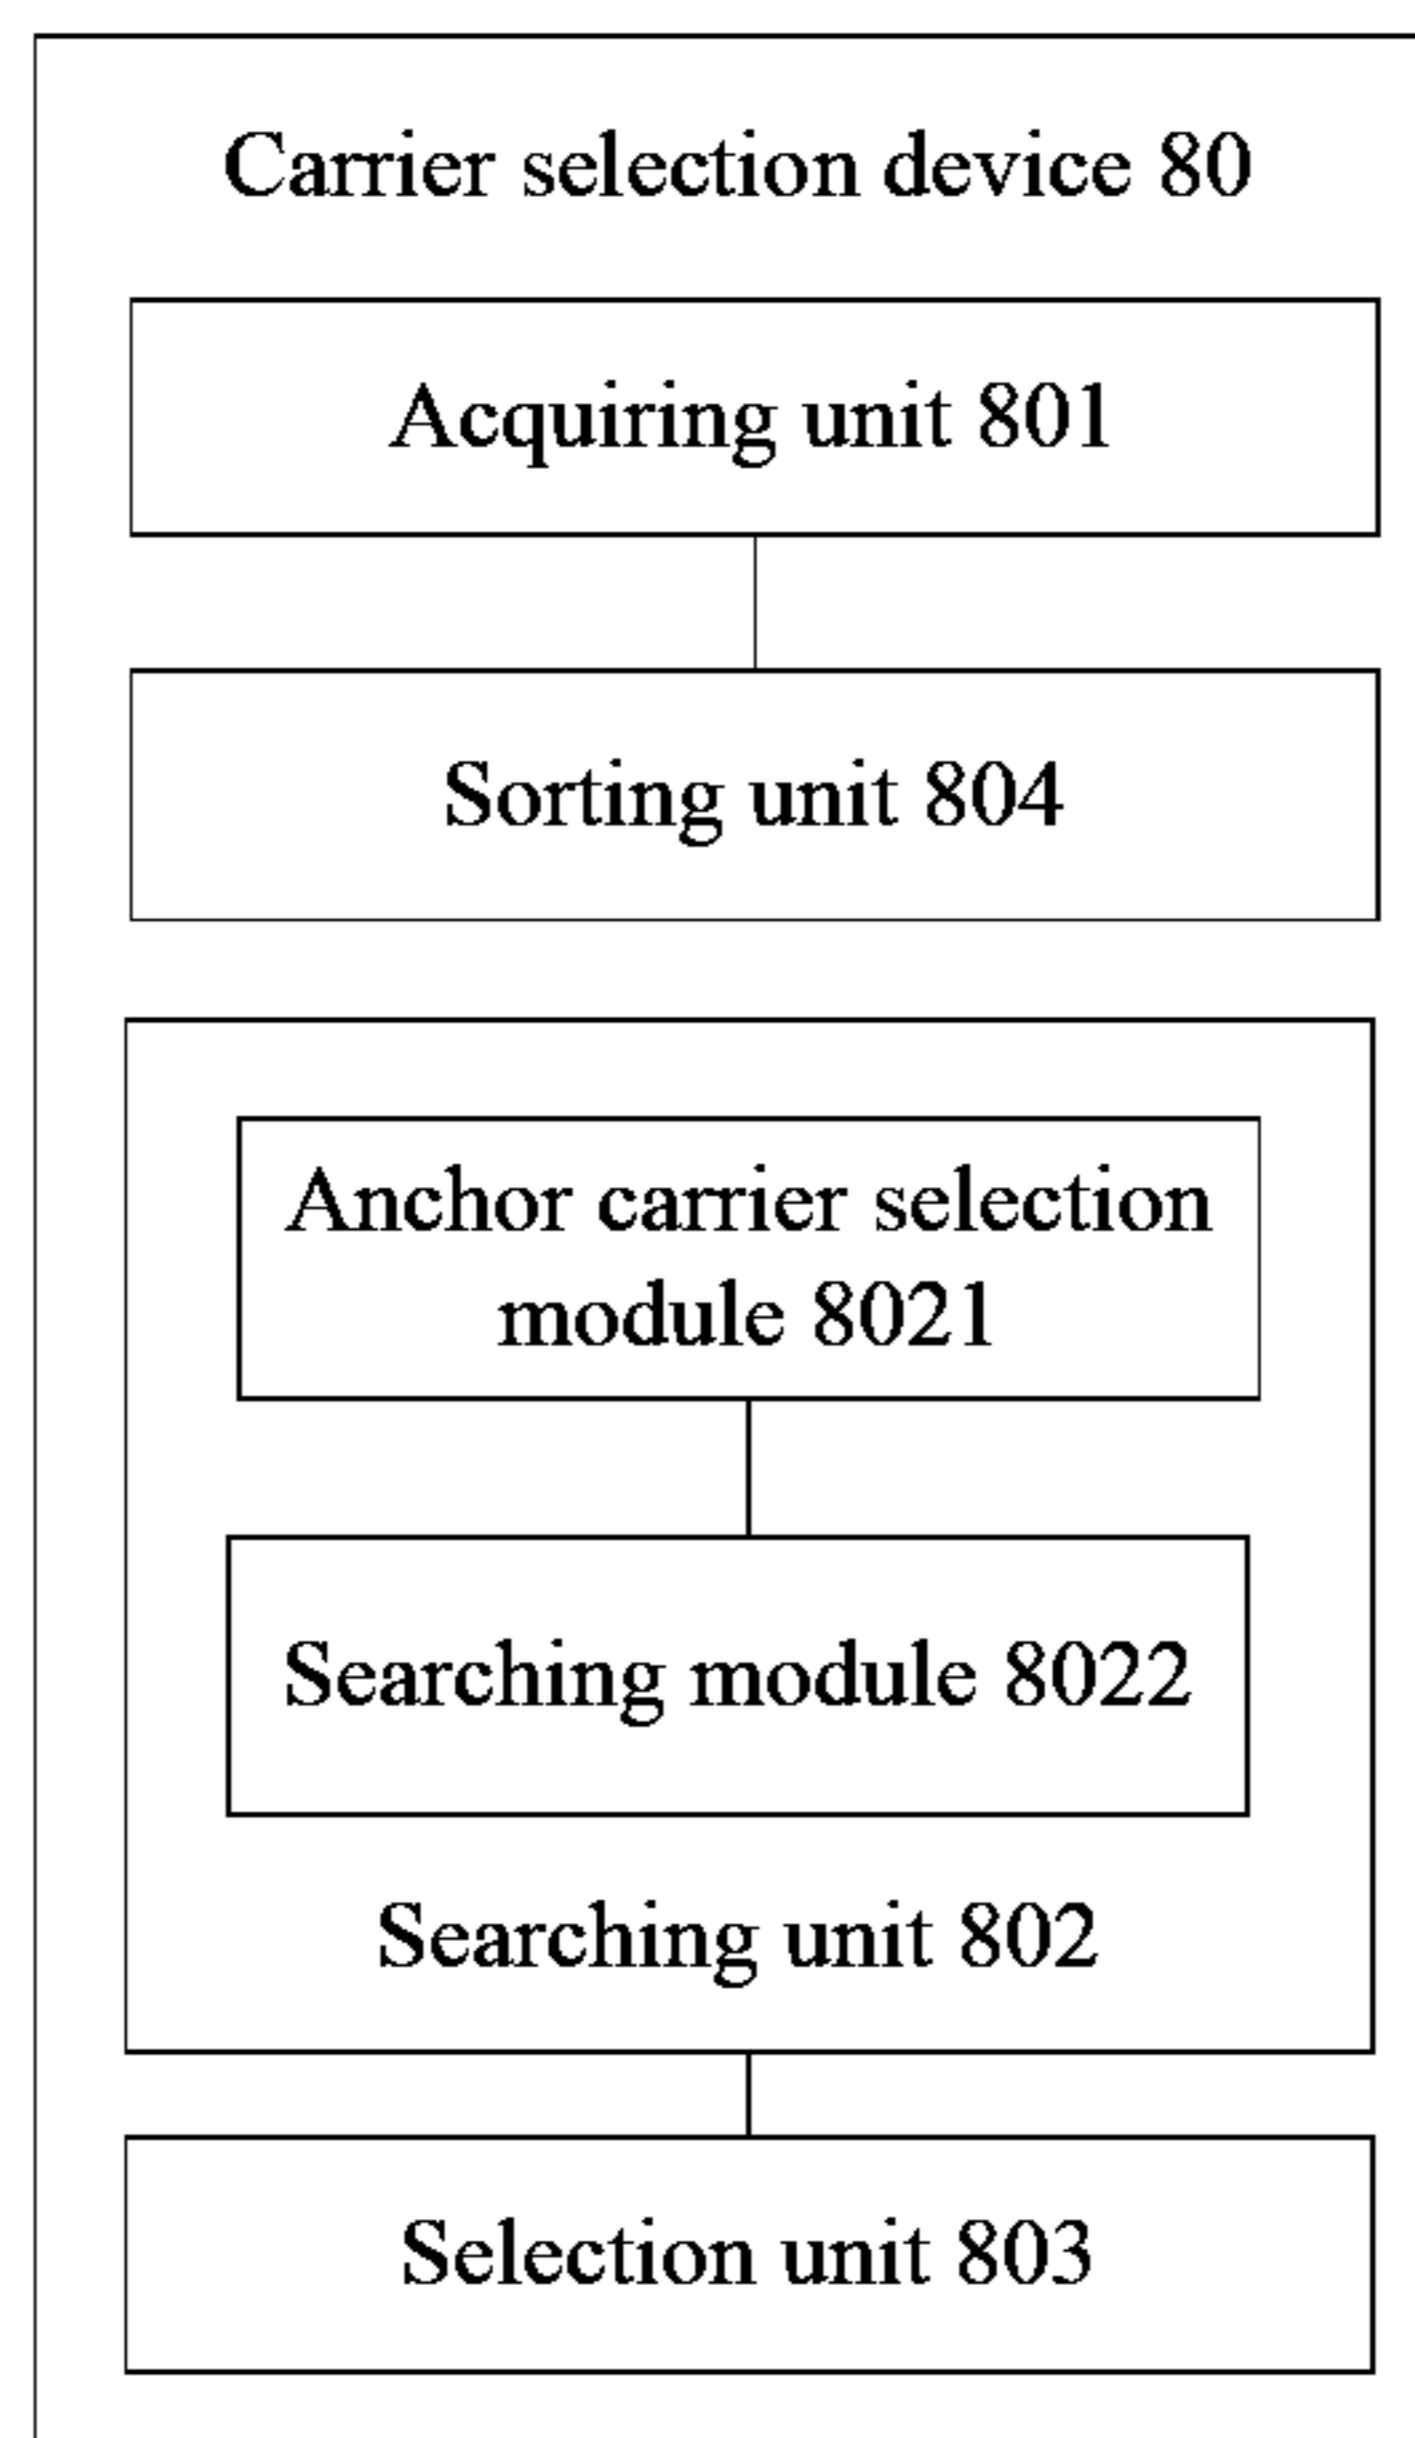 Carrier selection device 80
Acquiring unit 801
Sorting unit 804
Anchor carrier selection
module 8021
Searching module 8022
Searching unit 802
Selection unit 803